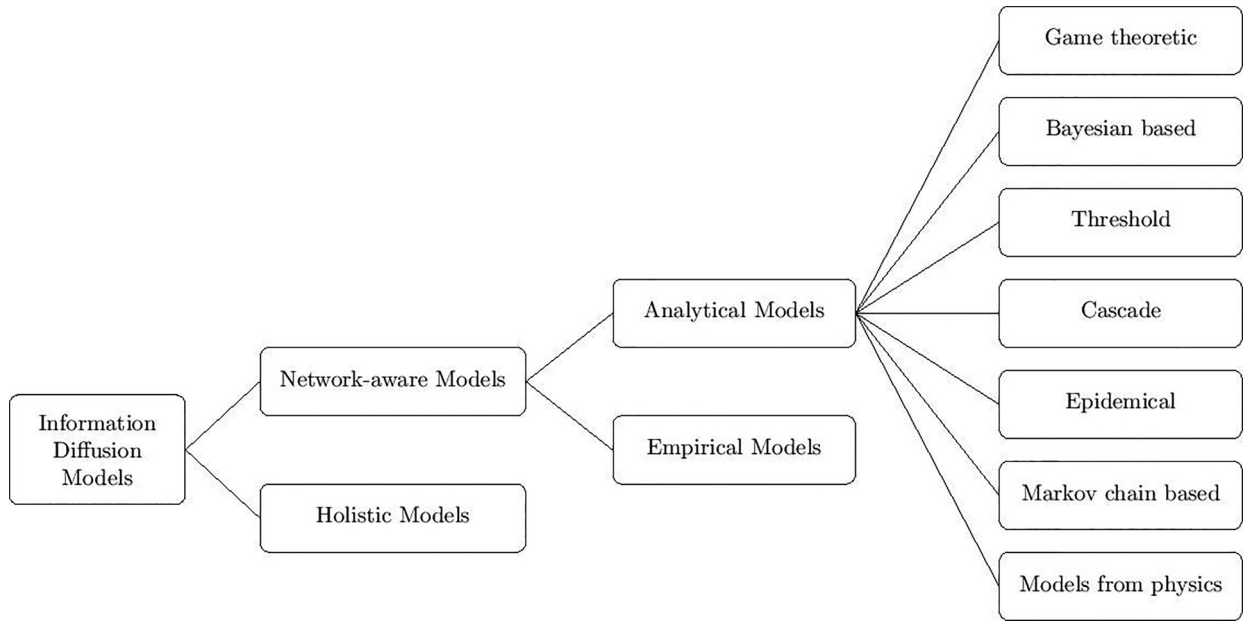 Information
Diffusion
Models
Network-aware Models
Holistic Models
Analytical Models
Empirical Models
Game theoretic
Bayesian based
Threshold
Cascade
Epidemical
Markov chain based
Models from physics